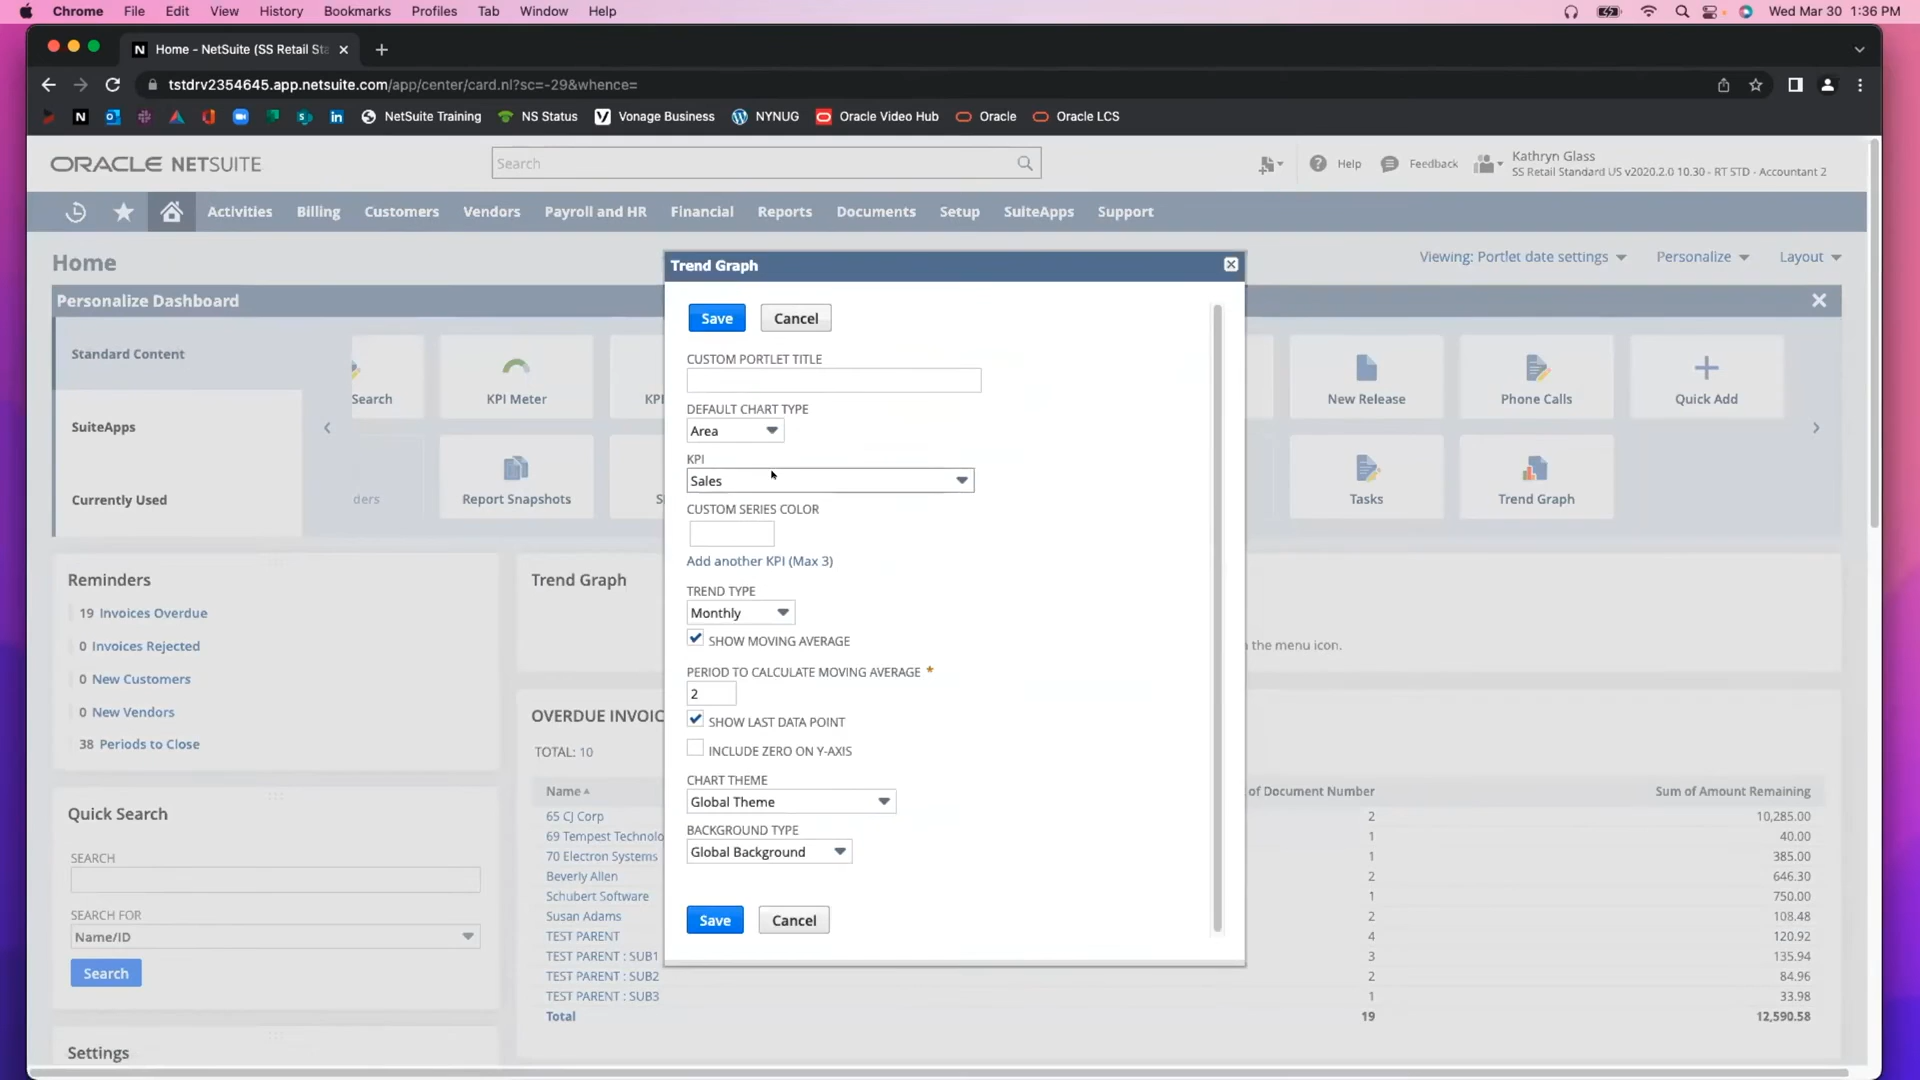 Chrome File Edit View History Bookmarks Profiles Tab Window Help Wed Mar 30 1:36 PM
Home - NetSuite (SS Retail Sta
tstdrv2354645.app.netsuite.com/app/center/card.nl?sc=-29&whence=
NetSuite Training NS Status Vonage Business NYNUG Oracle Video Hub Oracle Oracle LCS
ORACLE NETSUITE
Search
Help
Feedback
Kathryn Glass
SS Retail Standard US v2020.2.0 10.30 - RT STD - Accountant 2
Activities Billing Customers Vendors Payroll and HR Financial Reports Documents Setup SuiteApps Support
Home
Viewing: Portlet date settings Personalize Layout
Personalize Dashboard
Standard Content
SuiteApps
Currently Used
Search
KPI Meter
KPI
New Release
Phone Calls
Quick Add
ders
Report Snapshots
S
Tasks
Trend Graph
Trend Graph
Save Cancel
CUSTOM PORTLET TITLE
DEFAULT CHART TYPE
Area
KPI
Sales
CUSTOM SERIES COLOR
Add another KPI (Max 3)
TREND TYPE
Monthly
SHOW MOVING AVERAGE
PERIOD TO CALCULATE MOVING AVERAGE *
2
SHOW LAST DATA POINT
INCLUDE ZERO ON Y-AXIS
CHART THEME
Global Theme
BACKGROUND TYPE
Global Background
Save Cancel
Reminders
19 Invoices Overdue
0 Invoices Rejected
0 New Customers
0 New Vendors
38 Periods to Close
Quick Search
SEARCH
SEARCH FOR
Name/ID
Search
Settings
Trend Graph
the menu icon.
OVERDUE INVOIC
TOTAL: 10
Name of Document Number Sum of Amount Remaining
65 CJ Corp 2 10,285.00
69 Tempest Technolo 1 40.00
70 Electron Systems 1 385.00
Beverly Allen 2 646.30
Schubert Software 1 750.00
Susan Adams 2 108.48
TEST PARENT 4 120.92
TEST PARENT : SUB1 3 135.94
TEST PARENT : SUB2 2 84.96
TEST PARENT : SUB3 1 33.98
Total 19 12,590.58